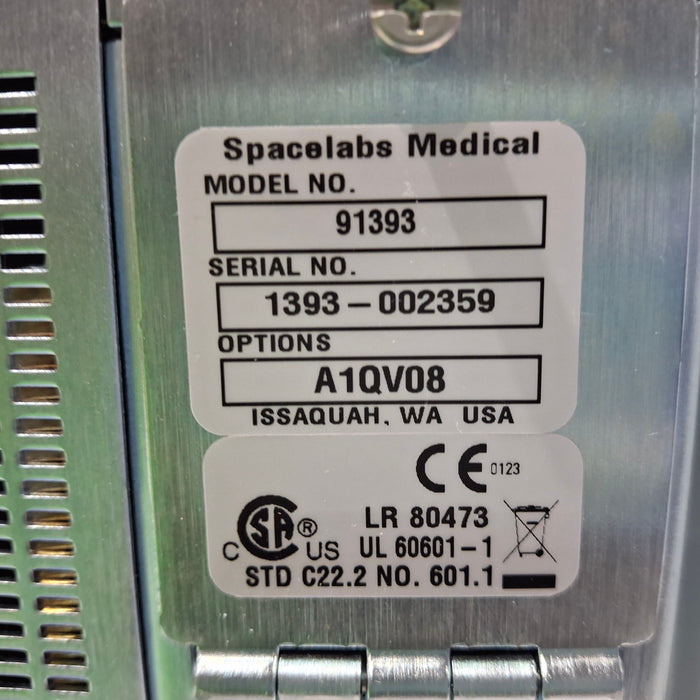 Spacelabs Medical
MODEL NO.
91393
SERIAL NO.
1393-002359
OPTIONS
A1QV08
ISSAQUAH, WA USA
CE 0123
LR 80473
C SA® US UL 60601-1
STD C22.2 NO. 601.1